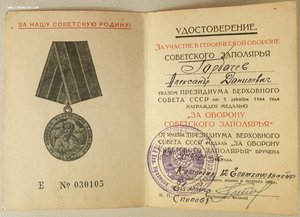 ЗА НАШУ СОВЕТСКУЮ РОДИНУ!
Е № 030105
УДОСТОВЕРЕНИЕ.
ЗА УЧАСТИЕ В ГЕРОИЧЕСКОЙ ОБОРОНЕ
СОВЕТСКОГО ЗАПОЛЯРЬЯ
Горбачев
Александр Данилович
УКАЗОМ ПРЕЗИДИУМА ВЕРХОВНОГО
СОВЕТА СССР от 5 декабря 1944 года
НАГРАЖДЕН МЕДАЛЬЮ
"ЗА ОБОРОНУ
СОВЕТСКОГО ЗАПОЛЯРЬЯ"
ОТ ИМЕНИ ПРЕЗИДИУМА ВЕРХОВНОГО
СОВЕТА СССР МЕДАЛЬ "ЗА ОБОРОНУ
СОВЕТСКОГО ЗАПОЛЯРЬЯ" ВРУЧЕНА
М. П.
(Попов)